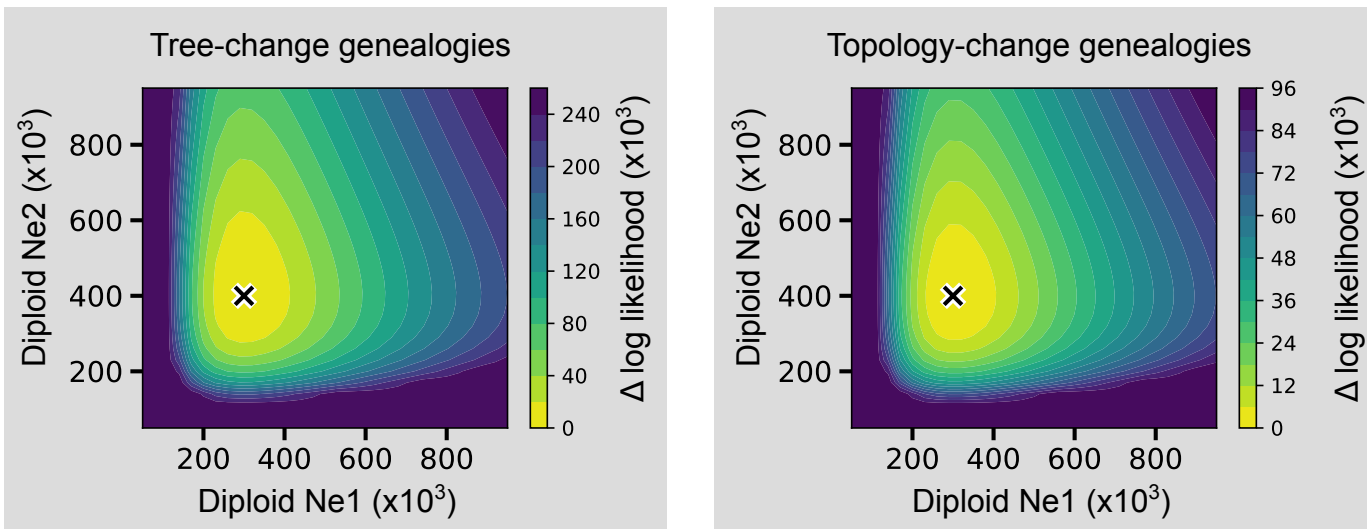 Tree-change genealogies
Diploid Ne2 (x10³)
800
600
400
200
200 400 600 800
Diploid Ne1 (x10³)
240
200
160
120
80
40
0
Δ log likelihood (x10³)
Topology-change genealogies
Diploid Ne2 (x10³)
800
600
400
200
200 400 600 800
Diploid Ne1 (x10³)
96
84
72
60
48
36
24
12
0
Δ log likelihood (x10³)